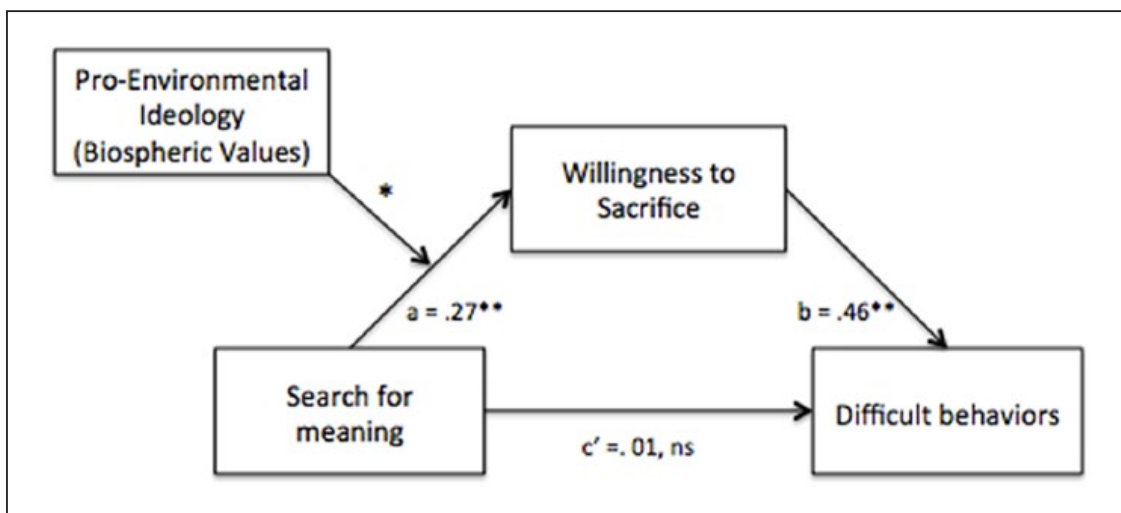 Pro-Environmental
Ideology
(Biospheric Values)
*
Willingness to
Sacrifice
a = .27**
b = .46**
Search for
meaning
Difficult behaviors
c′ =. 01, ns